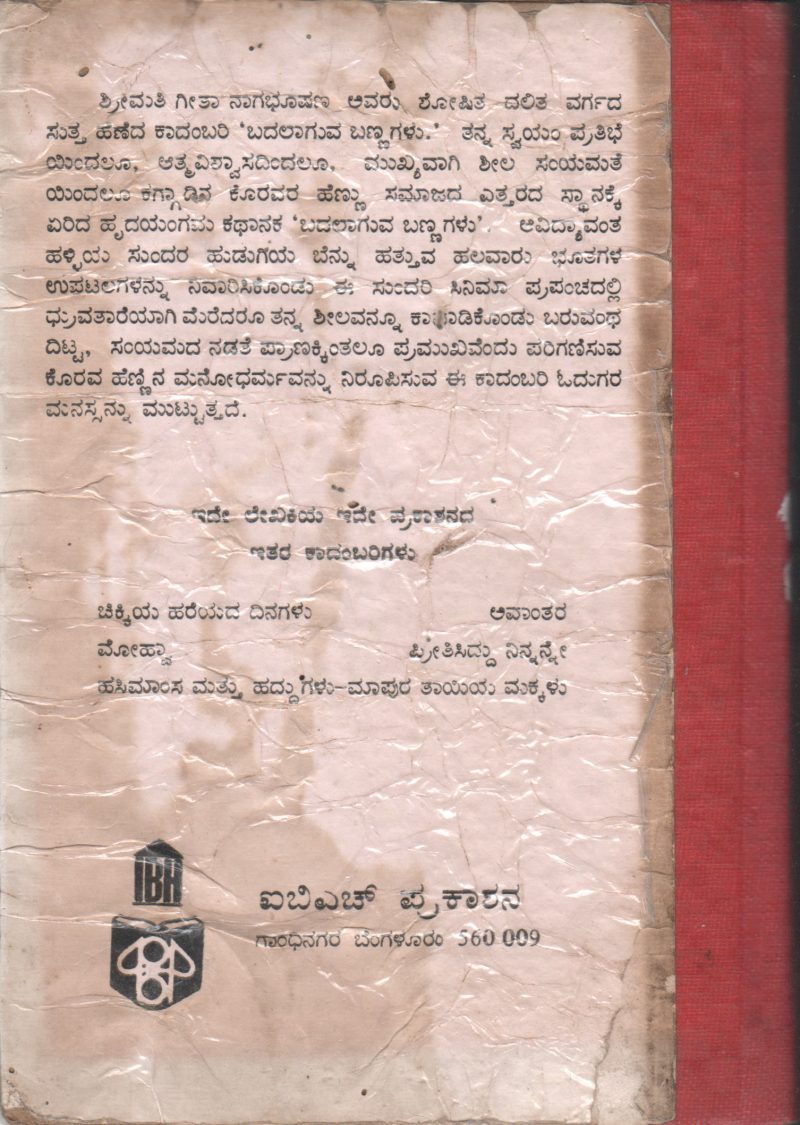 ಶ್ರೀಮತಿ ಗೀತಾ ನಾಗಭೂಷಣ ಅವರು ಶೋಷಿತ ದಲಿತ ವರ್ಗದ
ಸುತ್ತ ಹಣೆದ ಕಾದಂಬರಿ ‘ಬದಲಾಗುವ ಬಣ್ಣಗಳು.’ ತನ್ನ ಸ್ವಯಂ ಪ್ರತಿಭೆ
ಯಿಂದಲೂ, ಆತ್ಮವಿಶ್ವಾಸದಿಂದಲೂ, ಮುಖ್ಯವಾಗಿ ಶೀಲ ಸಂಯಮತೆ
ಯಿಂದಲೂ ಕಗ್ಗಾಡಿನ ಕೊರವರ ಹೆಣ್ಣು ಸಮಾಜದ ಎತ್ತರದ ಸ್ಥಾನಕ್ಕೆ
ಏರಿದ ಹೃದಯಂಗಮ ಕಥಾನಕ ‘ಬದಲಾಗುವ ಬಣ್ಣಗಳು’. ಅವಿದ್ಯಾವಂತ
ಹಳ್ಳಿಯ ಸುಂದರ ಹುಡುಗಿಯ ಬೆನ್ನು ಹತ್ತುವ ಹಲವಾರು ಭೂತಗಳ
ಉಪಟಲಗಳನ್ನು ನಿವಾರಿಸಿಕೊಂಡು ಈ ಸುಂದರಿ ಸಿನಿಮಾ ಪ್ರಪಂಚದಲ್ಲಿ
ಧ್ರುವತಾರೆಯಾಗಿ ಮೆರೆದರೂ ತನ್ನ ಶೀಲವನ್ನೂ ಕಾಪಾಡಿಕೊಂಡು ಬರುವಂಥ
ದಿಟ್ಟ, ಸಂಯಮದ ನಡತೆ ಪ್ರಾಣಕ್ಕಿಂತಲೂ ಪ್ರಮುಖವೆಂದು ಪರಿಗಣಿಸುವ
ಕೊರವ ಹೆಣ್ಣಿನ ಮನೋಧರ್ಮವನ್ನು ನಿರೂಪಿಸುವ ಈ ಕಾದಂಬರಿ ಓದುಗರ
ಮನಸ್ಸನ್ನು ಮುಟ್ಟುತ್ತದೆ.
ಇದೇ ಲೇಖಕಿಯ ಇದೇ ಪ್ರಕಾಶನದ
ಇತರ ಕಾದಂಬರಿಗಳು
ಚಿಕ್ಕಿಯ ಹರೆಯದ ದಿನಗಳು ಅವಾಂತರ
ಮೋಹ್ವಾ ಪ್ರೀತಿಸಿದ್ದು ನಿನ್ನನ್ನೇ
ಹಸಿಮಾಂಸ ಮತ್ತು ಹದ್ದುಗಳು-ಮಾಪುರ ತಾಯಿಯ ಮಕ್ಕಳು
IBH
ಐಬಿಎಚ್ ಪ್ರಕಾಶನ
ಗಾಂಧಿನಗರ ಬೆಂಗಳೂರು 560 009